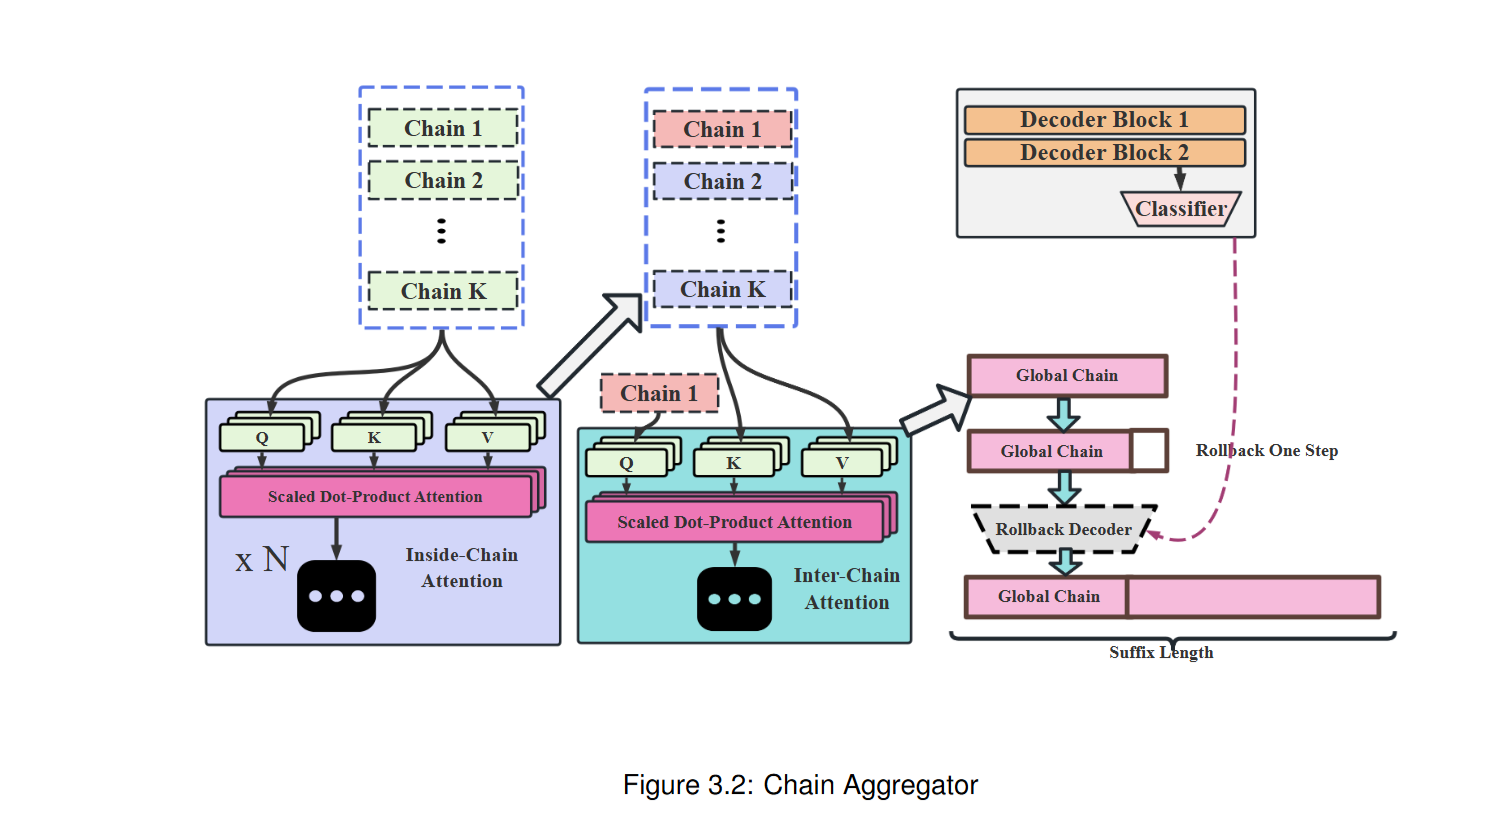 Chain 1
Chain 2
Chain K
Q
K
V
Scaled Dot-Product Attention
x N
Inside-Chain
Attention
Chain 1
Chain 2
Chain K
Chain 1
Q
K
V
Scaled Dot-Product Attention
Inter-Chain
Attention
Decoder Block 1
Decoder Block 2
Classifier
Global Chain
Global Chain
Rollback One Step
Rollback Decoder
Global Chain
Suffix Length
Figure 3.2: Chain Aggregator